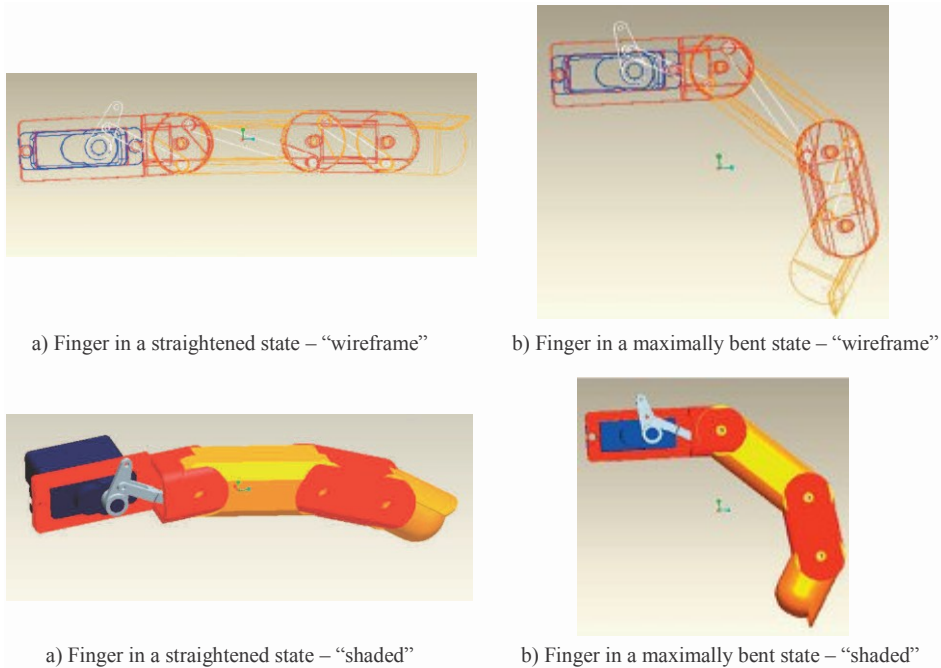 a) Finger in a straightened state – “wireframe”
b) Finger in a maximally bent state – “wireframe”
a) Finger in a straightened state – “shaded”
b) Finger in a maximally bent state – “shaded”